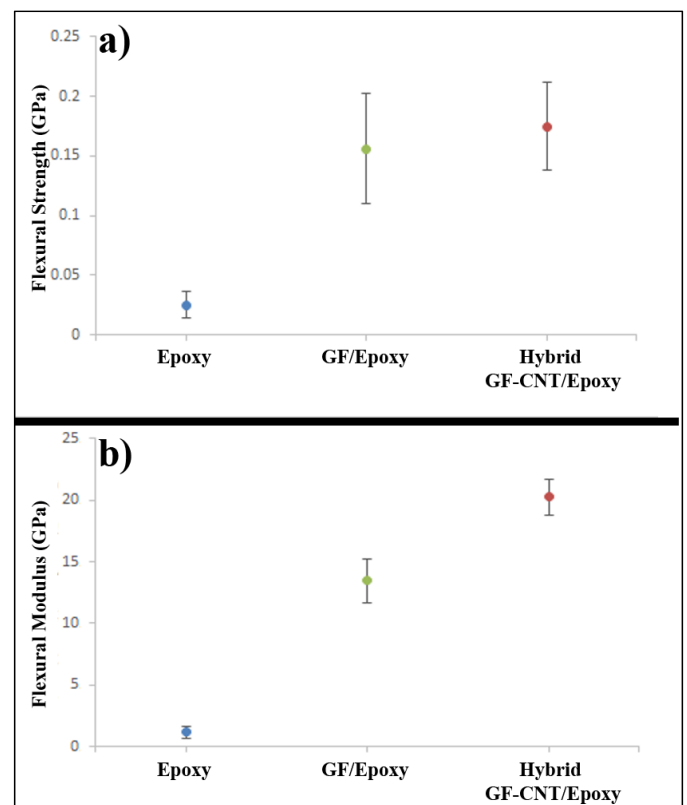 a)
Flexural Strength (GPa)
0.25
0.2
0.15
0.1
0.05
0
Epoxy
GF/Epoxy
Hybrid
GF-CNT/Epoxy
b)
Flexural Modulus (GPa)
25
20
15
10
5
0
Epoxy
GF/Epoxy
Hybrid
GF-CNT/Epoxy